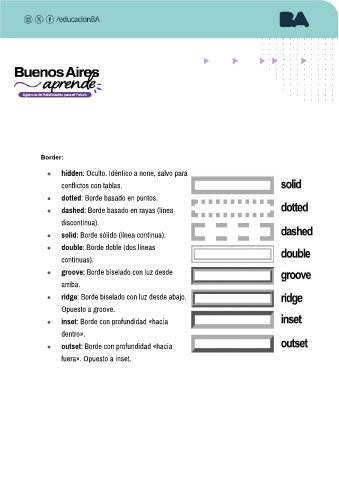 /educacionBA
BA
Buenos Aires
aprende
Agencia de Habilidades para el Futuro
Border:
hidden: Oculto. Idéntico a none, salvo para
conflictos con tablas.
dotted: Borde basado en puntos.
dashed: Borde basado en rayas (línea
discontinua).
solid: Borde sólido (línea continua).
double: Borde doble (dos líneas
continuas).
groove: Borde biselado con luz desde
arriba.
ridge: Borde biselado con luz desde abajo.
Opuesto a groove.
inset: Borde con profundidad «hacia
dentro».
outset: Borde con profundidad «hacia
fuera». Opuesto a inset.
solid
dotted
dashed
double
groove
ridge
inset
outset